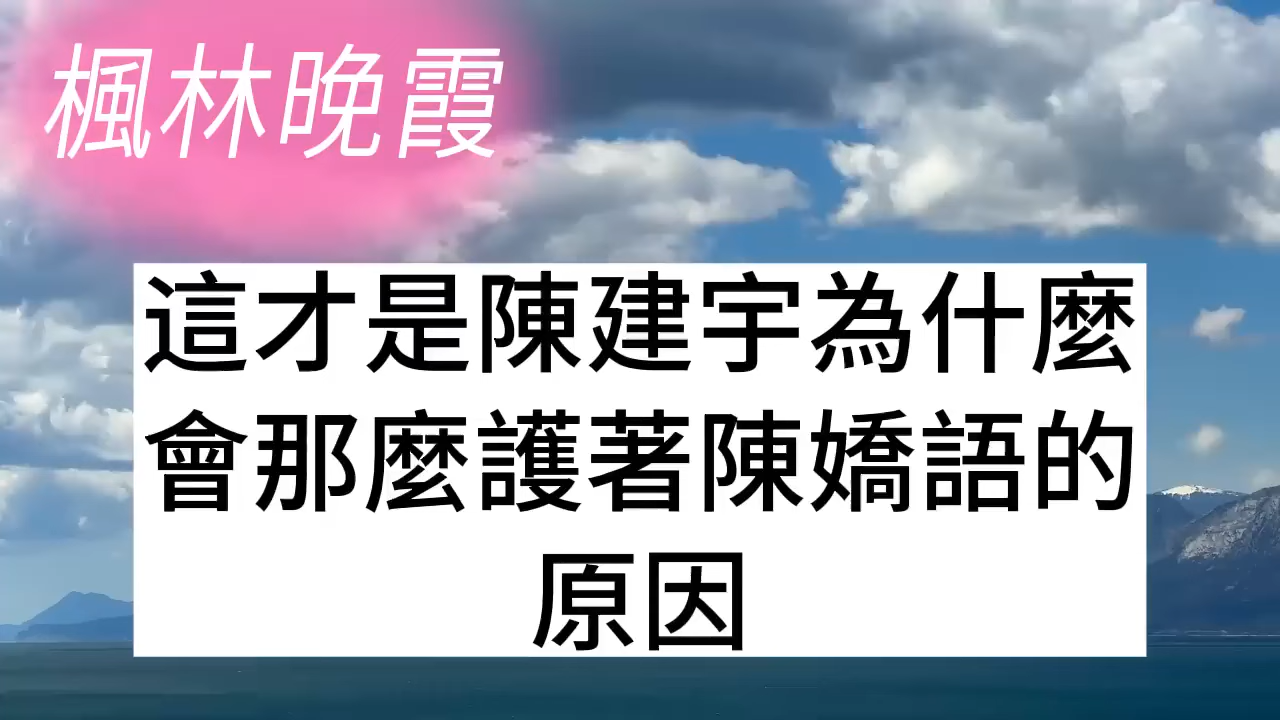 楓林晚霞
這才是陳建宇為什麼
會那麼護著陳嬌語的
原因